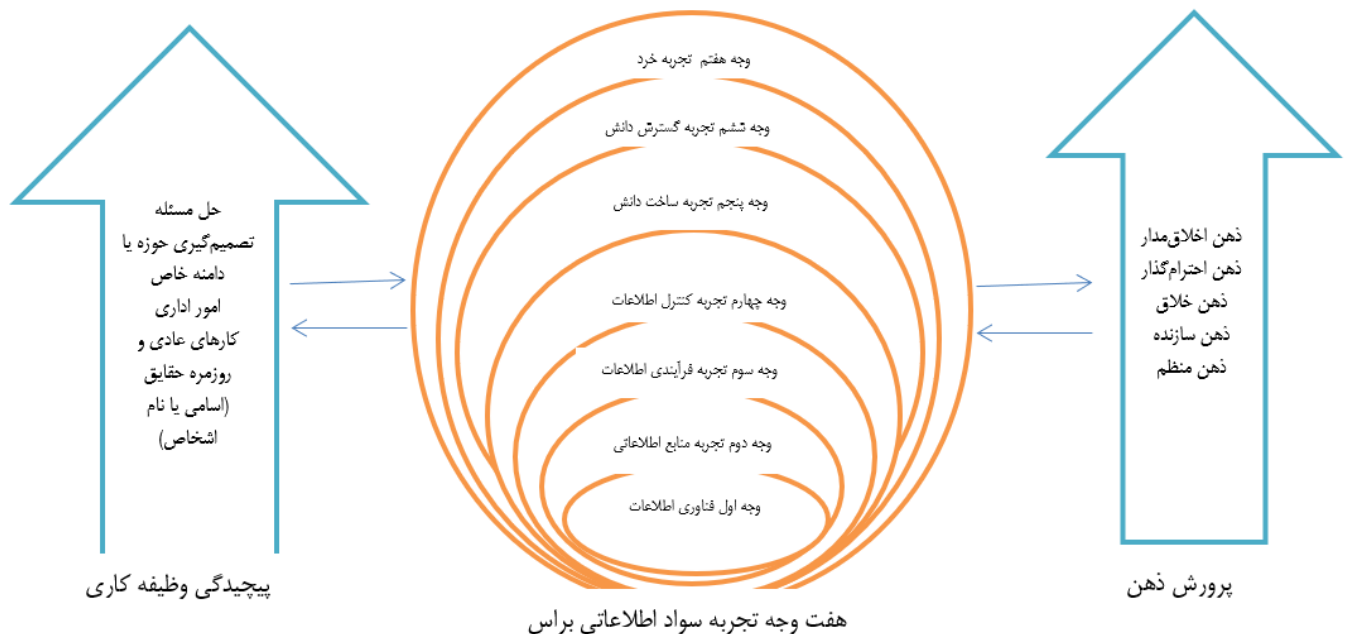 ذهن اخلاق‌مدار
ذهن احترام‌گذار
ذهن خلاق
ذهن سازنده
ذهن منظم
پرورش ذهن
وجه هفتم تجربه خرد
وجه ششم تجربه گسترش دانش
وجه پنجم تجربه ساخت دانش
وجه چهارم تجربه کنترل اطلاعات
وجه سوم تجربه فرآیندی اطلاعات
وجه دوم تجربه منابع اطلاعاتی
وجه اول فناوری اطلاعات
هفت وجه تجربه سواد اطلاعاتی براس
حل مسئله
تصمیم‌گیری حوزه یا
دامنه خاص
امور اداری
کارهای عادی و
روزمره حقایق
(اسامی یا نام
اشخاص)
پیچیدگی وظیفه کاری